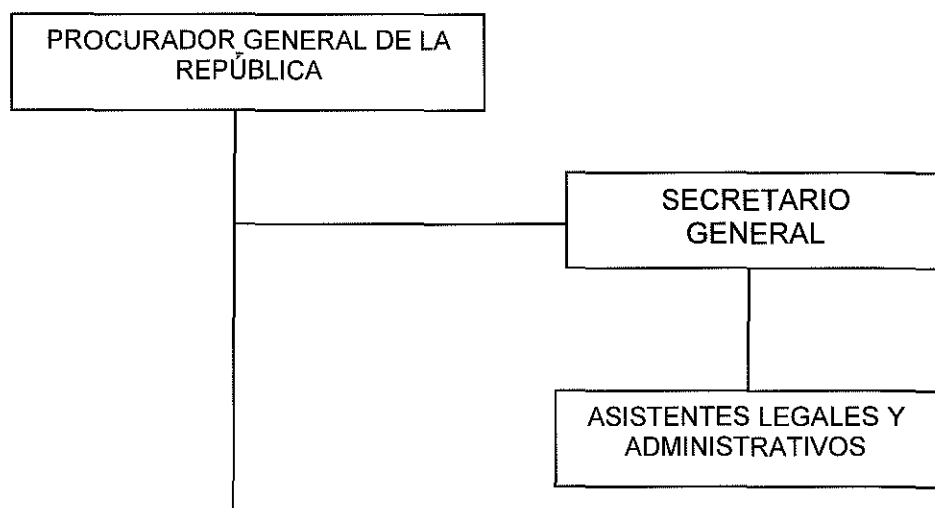 PROCURADOR GENERAL DE LA
REPÚBLICA
SECRETARIO
GENERAL
ASISTENTES LEGALES Y
ADMINISTRATIVOS